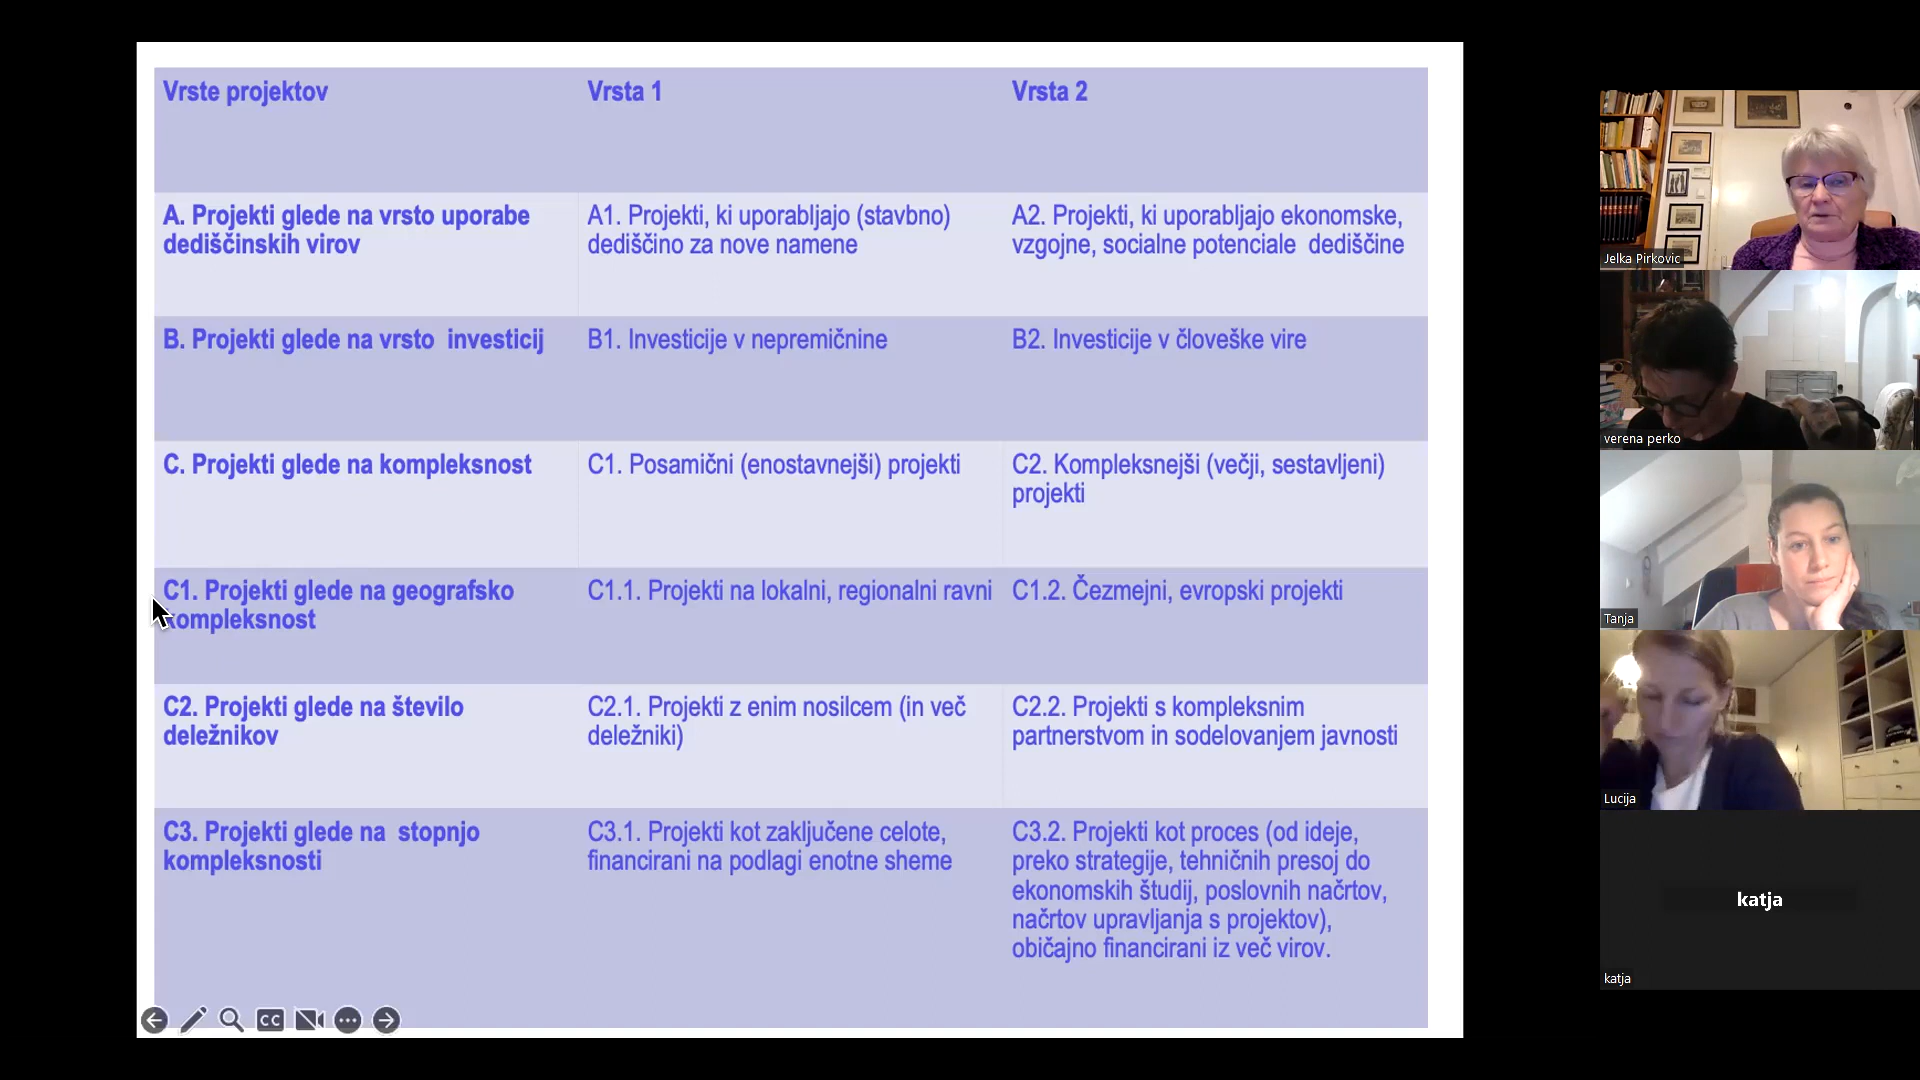 Vrste projektov
Vrsta 1
Vrsta 2
A. Projekti glede na vrsto uporabe
dediščinskih virov
A1. Projekti, ki uporabljajo (stavbno)
dediščino za nove namene
A2. Projekti, ki uporabljajo ekonomske,
vzgojne, socialne potenciale  dediščine
B. Projekti glede na vrsto  investicij
B1. Investicije v nepremičnine
B2. Investicije v človeške vire
C. Projekti glede na kompleksnost
C1. Posamični (enostavnejši) projekti
C2. Kompleksnejši (večji, sestavljeni)
projekti
C1. Projekti glede na geografsko
kompleksnost
C1.1. Projekti na lokalni, regionalni ravni
C1.2. Čezmejni, evropski projekti
C2. Projekti glede na število
deležnikov
C2.1. Projekti z enim nosilcem (in več
deležniki)
C2.2. Projekti s kompleksnim
partnerstvom in sodelovanjem javnosti
C3. Projekti glede na  stopnjo
kompleksnosti
C3.1. Projekti kot zaključene celote,
financirani na podlagi enotne sheme
C3.2. Projekti kot proces (od ideje,
preko strategije, tehničnih presoj do
ekonomskih študij, poslovnih načrtov,
načrtov upravljanja s projektov),
običajno financirani iz več virov.
CC
Jelka Pirkovic
verena perko
Tanja
Lucija
katja
katja